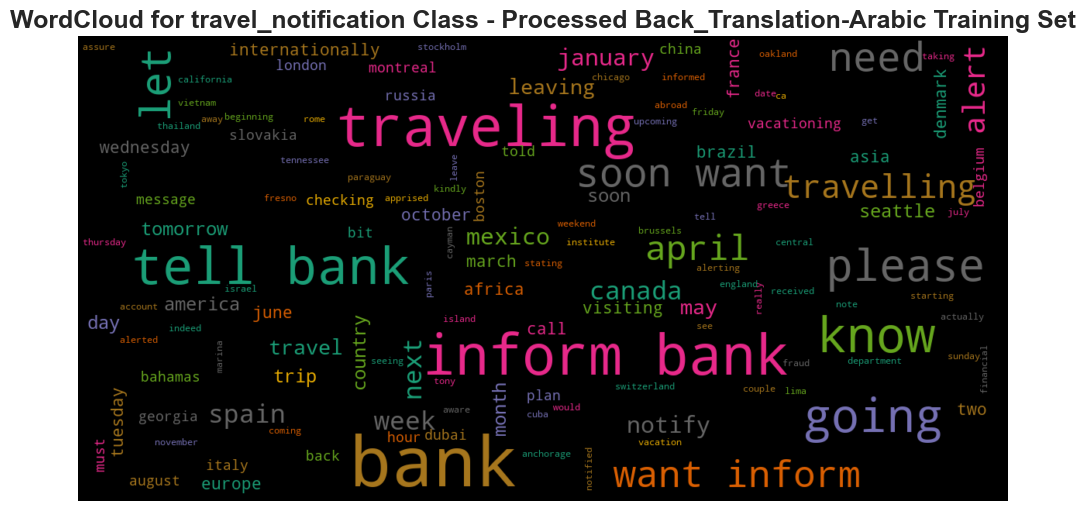 WordCloud for travel_notification Class - Processed Back_Translation-Arabic Training Set
assure
let
internationally
stockholm
january
china
france
oakland
taking
need
california
london
montreal
chicago
informed
leaving
date
ca
alert
vietnam
russia
abroad
friday
denmark
thailand
away
beginning
rome
traveling
upcoming
vacationing
get
slovakia
wednesday
told
brazil
asia
belgium
tokyo
tennessee
leave
soon want
travelling
paraguay
kindly
message
fresno
checking
apprised
boston
soon
greece
july
october
tell
seattle
tomorrow
bit
weekend
brussels
thursday
cayman
mexico
institute
april
central
tell bank
march
stating
alerting
please
israel
paris
africa
canada
england
really
received
america
starting
account
visiting
may
note
day
june
island
call
see
know
actually
indeed
alerted
marina
travel
country
seeing
next
inform bank
fraud
department
sunday
financial
bahamas
trip
tony
switzerland
couple
lima
tuesday
month
plan
georgia
spain
week
aware
cuba
would
notify
going
two
coming
hour
dubai
vacation
must
november
back
bank
anchorage
italy
notified
want inform
august
europe